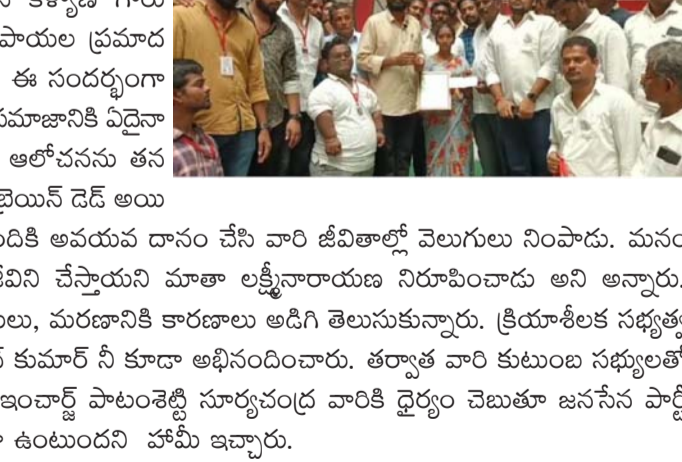 కళ్యాణ్ గారు
పాయల ప్రమాద
ఈ సందర్భంగా
సమాజానికి ఏదైనా
ఆలోచనను తన
బ్రెయిన్ డెడ్ అయి
అవయవ దానం చేసి వారి జీవితాల్లో వెలుగులు నింపాడు. మనం
చేస్తాయని మాతా లక్ష్మీనారాయణ నిరూపించాడు అని అన్నారు.
మరణానికి కారణాలు అడిగి తెలుసుకున్నారు. క్రియాశీలక సభ్యత్వ
కుమార్ నీ కూడా అభినందించారు. తర్వాత వారి కుటుంబ సభ్యులతో
ఇంచార్జ్ పాటంశెట్టి సూర్యచంద్ర వారికి ధైర్యం చెబుతూ జనసేన పార్టీ
ఉంటుందని హామీ ఇచ్చారు.